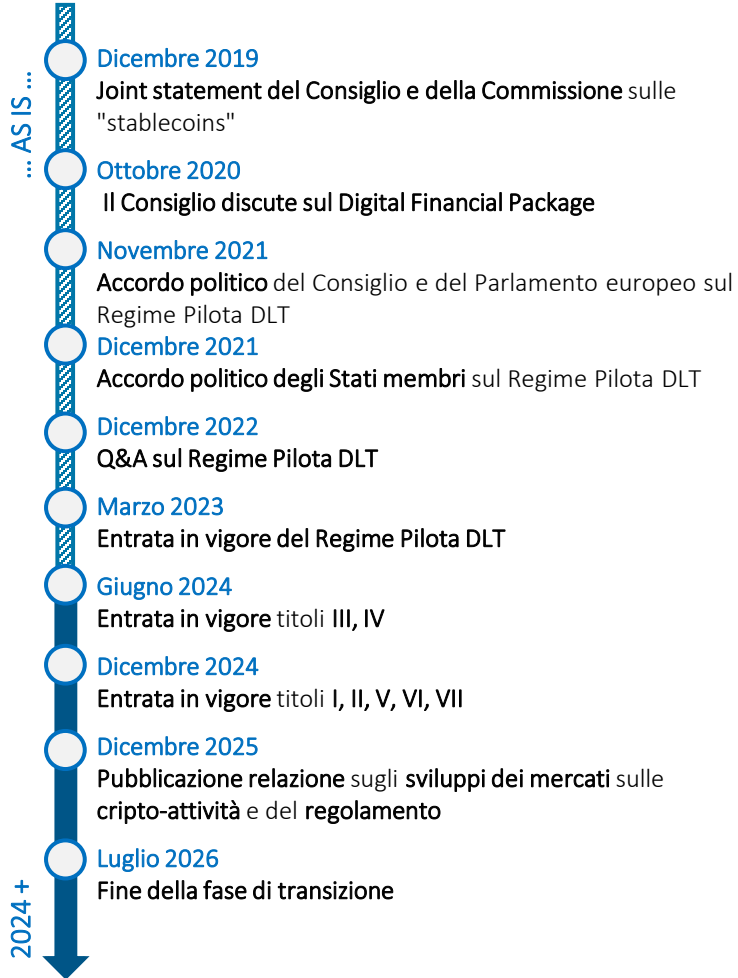 ... AS IS ...
Dicembre 2019
Joint statement del Consiglio e della Commissione sulle
"stablecoins"
Ottobre 2020
Il Consiglio discute sul Digital Financial Package
Novembre 2021
Accordo politico del Consiglio e del Parlamento europeo sul
Regime Pilota DLT
Dicembre 2021
Accordo politico degli Stati membri sul Regime Pilota DLT
Dicembre 2022
Q&A sul Regime Pilota DLT
Marzo 2023
Entrata in vigore del Regime Pilota DLT
Giugno 2024
Entrata in vigore titoli III, IV
Dicembre 2024
Entrata in vigore titoli I, II, V, VI, VII
Dicembre 2025
Pubblicazione relazione sugli sviluppi dei mercati sulle
cripto-attività e del regolamento
Luglio 2026
Fine della fase di transizione
2024 +